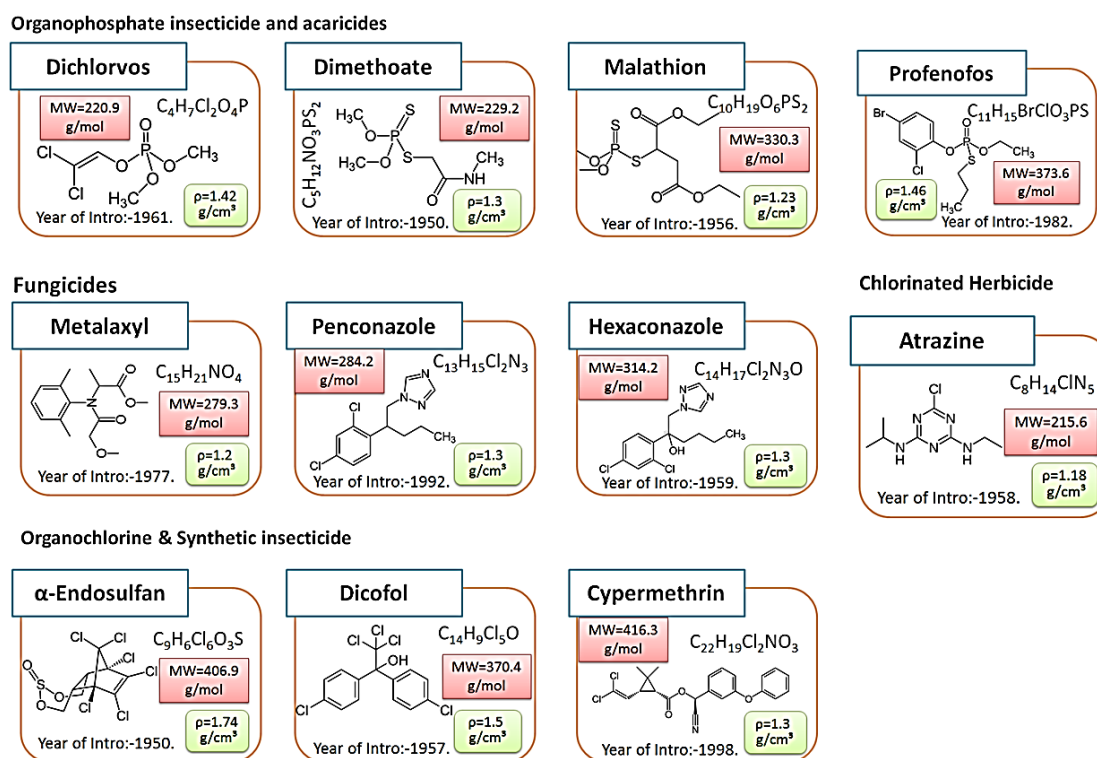 Organophosphate insecticide and acaricides
Dichlorvos
MW=220.9
g/mol
C₄H₇Cl₂O₄P
O
Cl
O
P
O
CH₃
Cl
H₃C
O
ρ=1.42
g/cm³
Year of Intro:-1961.
Dimethoate
C₅H₁₂NO₃PS₂
MW=229.2
g/mol
H₃C
O
S
P
H₃C
O
S
CH₃
O
NH
ρ=1.3
g/cm³
Year of Intro:-1950.
Malathion
C₁₀H₁₉O₆PS₂
O
O
S
O
P
O
S
MW=330.3
g/mol
O
O
ρ=1.23
g/cm³
Year of Intro:-1956.
Profenofos
C₁₁H₁₅BrClO₃PS
Br
O
O
P
O
CH₃
Cl
S
ρ=1.46
g/cm³
MW=373.6
g/mol
H₃C
Year of Intro:-1982.
Fungicides
Metalaxyl
C₁₅H₂₁NO₄
O
O
N
O
O
MW=279.3
g/mol
ρ=1.2
g/cm³
Year of Intro:-1977.
Penconazole
MW=284.2
g/mol
C₁₃H₁₅Cl₂N₃
N
N
N
Cl
CH₃
Cl
ρ=1.3
g/cm³
Year of Intro:-1992.
Hexaconazole
MW=314.2
g/mol
C₁₄H₁₇Cl₂N₃O
N
N
N
CH₃
OH
Cl
Cl
ρ=1.3
g/cm³
Year of Intro:-1959.
Chlorinated Herbicide
Atrazine
C₈H₁₄ClN₅
Cl
N
N
N
N
H
N
H
MW=215.6
g/mol
ρ=1.18
g/cm³
Year of Intro:-1958.
Organochlorine & Synthetic insecticide
α-Endosulfan
C₉H₆Cl₆O₃S
Cl
Cl
Cl
Cl
Cl
Cl
O
S
O
O
MW=406.9
g/mol
ρ=1.74
g/cm³
Year of Intro:-1950.
Dicofol
C₁₄H₉Cl₅O
Cl
Cl
Cl
OH
Cl
Cl
MW=370.4
g/mol
ρ=1.5
g/cm³
Year of Intro:-1957.
Cypermethrin
MW=416.3
g/mol
C₂₂H₁₉Cl₂NO₃
Cl
Cl
O
O
O
N
ρ=1.3
g/cm³
Year of Intro:-1998.